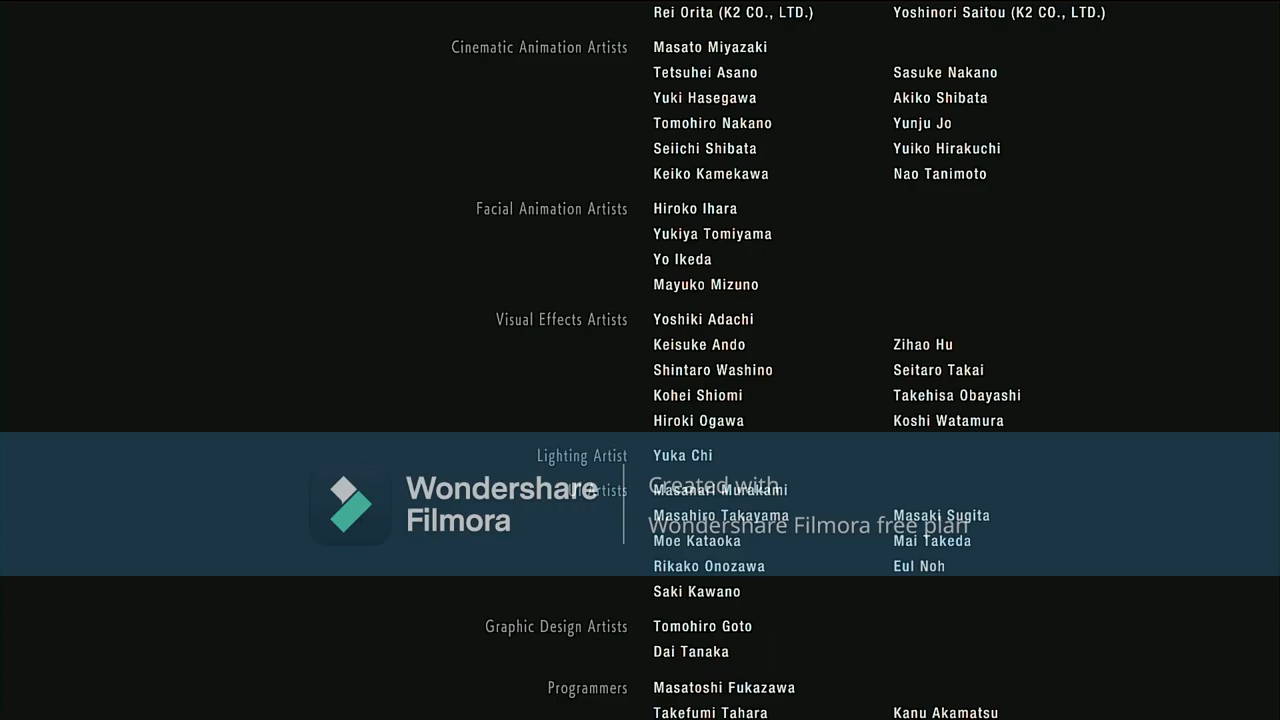 Rei Orita (K2 CO., LTD.) Yoshinori Saitou (K2 CO., LTD.)
Cinematic Animation Artists Masato Miyazaki
Tetsuhei Asano Sasuke Nakano
Yuki Hasegawa Akiko Shibata
Tomohiro Nakano Yunju Jo
Seiichi Shibata Yuiko Hirakuchi
Keiko Kamekawa Nao Tanimoto
Facial Animation Artists Hiroko Ihara
Yukiya Tomiyama
Yo Ikeda
Mayuko Mizuno
Visual Effects Artists Yoshiki Adachi
Keisuke Ando Zihao Hu
Shintaro Washino Seitaro Takai
Kohei Shiomi Takehisa Obayashi
Hiroki Ogawa Koshi Watamura
Lighting Artist Yuka Chi
UI Artists Masanari Murakami
Masahiro Takayama Masaki Sugita
Moe Kataoka Mai Takeda
Rikako Onozawa Eul Noh
Saki Kawano
Graphic Design Artists Tomohiro Goto
Dai Tanaka
Programmers Masatoshi Fukazawa
Takefumi Tahara Kanu Akamatsu
Wondershare
Filmora
Created with
Wondershare Filmora free plan